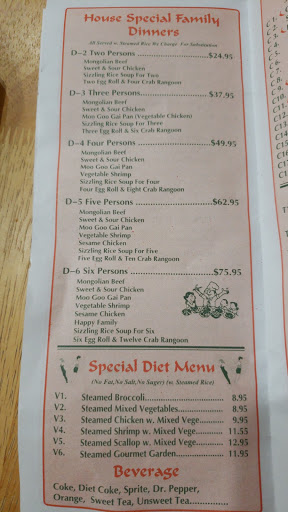 House Special Family
Dinners
All Served w. Steamed Rice We Charge For Substitution
D-2 Two Persons ........$24.95
Mongolian Beef
Sweet & Sour Chicken
Sizzling Rice Soup For Two
Two Egg Roll & Four Crab Rangoon
D-3 Three Persons........$37.95
Mongolian Beef
Sweet & Sour Chicken
Moo Goo Gai Pan (Vegetable Chicken)
Sizzling Rice Soup for Three
Three Egg Roll & Six Crab Rangoon
D-4 Four Persons ........$49.95
Mongolian Beef
Sweet & Sour Chicken
Moo Goo Gai Pan
Vegetable Shrimp
Sizzling Rice Soup For Four
Four Egg Roll & Eight Crab Rangoon
D-5 Five Persons ........$62.95
Mongolian Beef
Sweet & Sour Chicken
Moo Goo Gai Pan
Vegetable Shrimp
Sesame Chicken
Sizzling Rice Soup For Five
Five Egg Roll & Ten Crab Rangoon
D-6 Six Persons ........$75.95
Mongolian Beef
Sweet & Sour Chicken
Moo Goo Gai Pan
Vegetable Shrimp
Sesame Chicken
Happy Family
Sizzling Rice Soup For Six
Six Egg Roll & Twelve Crab Rangoon
Special Diet Menu
(No Fat,No Salt,No Sugar) (w. Steamed Rice)
V1. Steamed Broccoli........ 8.95
V2. Steamed Mixed Vegetables........ 8.95
V3. Steamed Chicken w. Mixed Vege........ 9.95
V4. Steamed Shrimp w. Mixed Vege.... 11.55
V5. Steamed Scallop w. Mixed Vege........ 12.95
V6. Steamed Gourmet Garden........ 11.95
Beverage
Coke, Diet Coke, Sprite, Dr. Pepper,
Orange, Sweet Tea, Unsweet Tea........